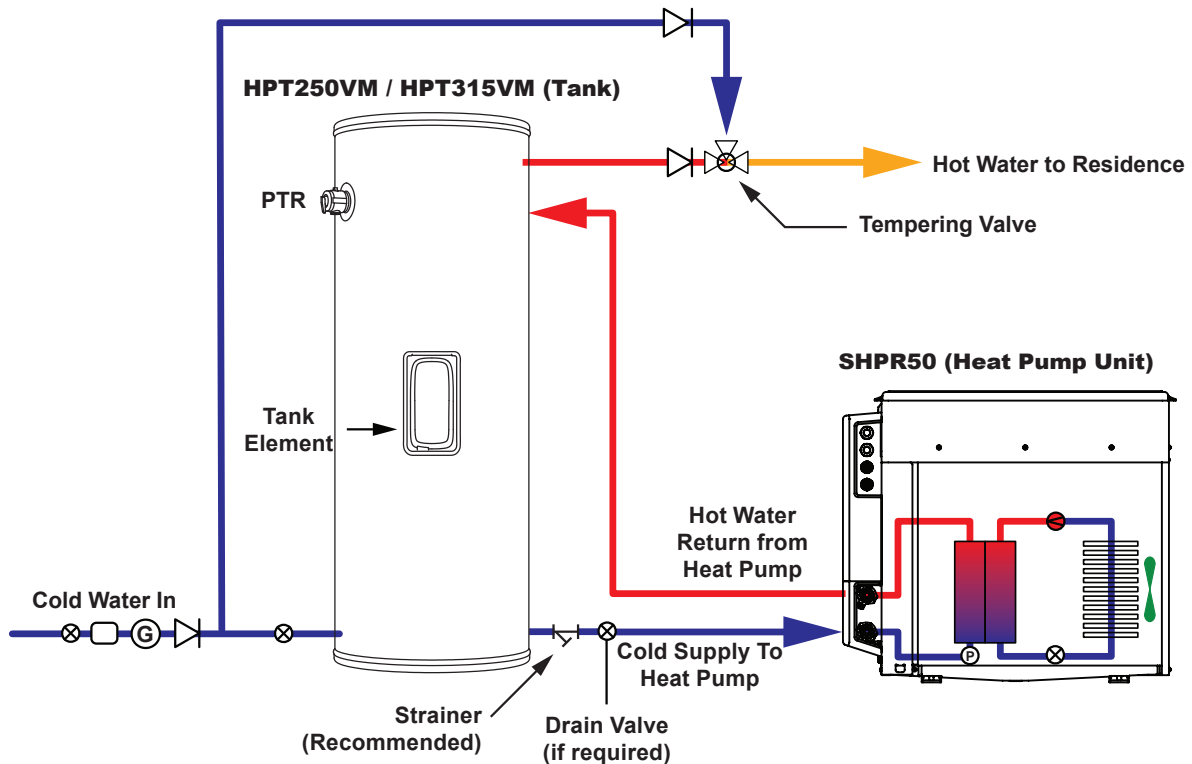 HPT250VM / HPT315VM (Tank)
Hot Water to Residence
PTR
Tempering Valve
SHPR50 (Heat Pump Unit)
Tank
Element
Hot Water
Return from
Heat Pump
Cold Water In
G
Cold Supply To
Heat Pump
P
Strainer
(Recommended)
Drain Valve
(if required)